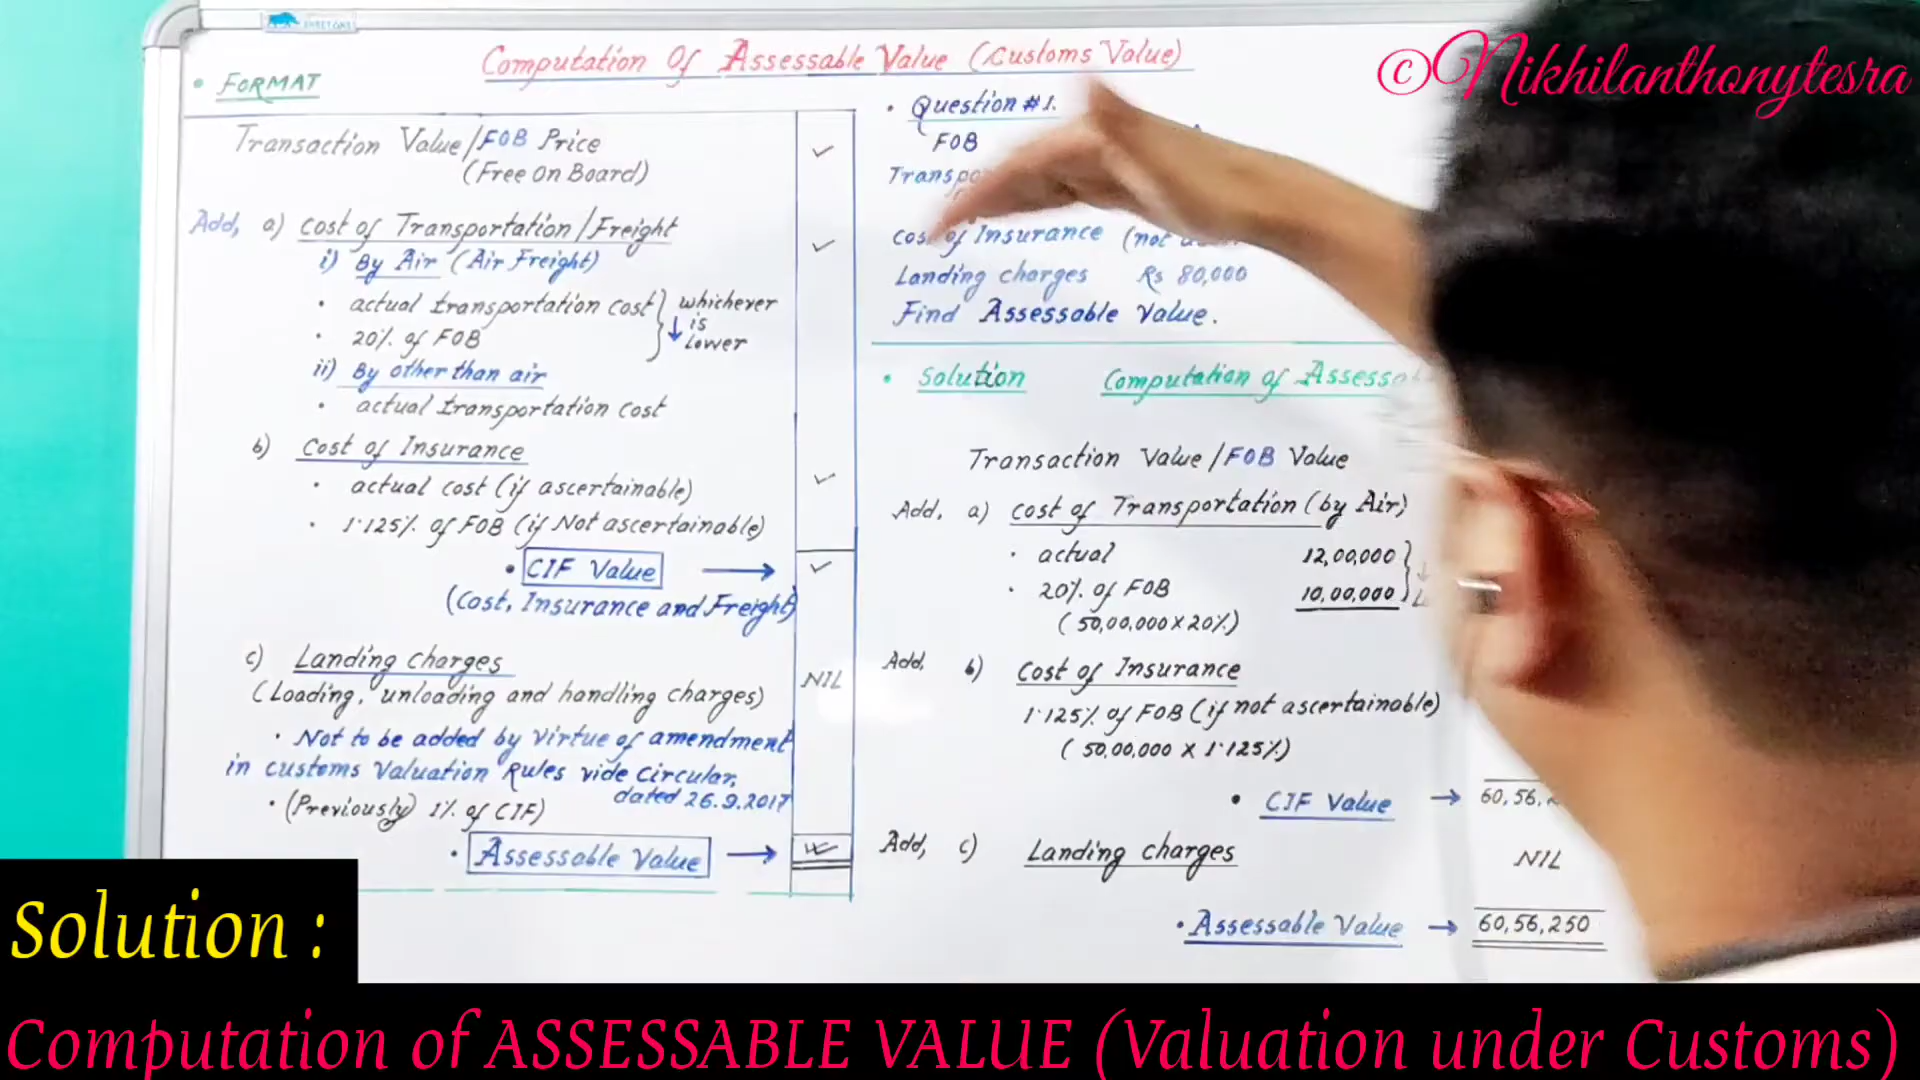 Computation Of Assessable Value (Customs Value)
©Nikhilanthonytesra
• FORMAT
Transaction Value/FOB Price ✓
(Free On Board)
Add, a) Cost of Transportation/Freight ✓
i) By Air (Air Freight)
• actual transportation cost } whichever
• 20% of FOB } ↓ is lower
ii) By other than air
• actual transportation cost
b) Cost of Insurance
• actual cost (if ascertainable) ✓
• 1.125% of FOB (if Not ascertainable)
• CIF Value → ✓
(Cost, Insurance and Freight)
c) Landing charges
(Loading, unloading and handling charges) NIL
• Not to be added by virtue of amendment
in customs Valuation Rules vide Circular,
dated 26.9.2017
• (Previously) 1% of CIF)
• Assessable Value →
• Question #1.
FOB
Cost of Insurance (not
Landing charges Rs 80,000
Find Assessable Value.
• Solution Computation of
Transaction Value/FOB Value
Add, a) Cost of Transportation (by Air)
• actual 12,00,000 }
• 20% of FOB 10,00,000 } ↓
(50,00,000 x 20%)
Add, b) Cost of Insurance
1.125% of FOB (if not ascertainable)
(50,00,000 x 1.125%)
• CIF Value → 60,56,
Add, c) Landing charges NIL
• Assessable Value → 60,56,250
Solution :
Computation of ASSESSABLE VALUE (Valuation under Customs)